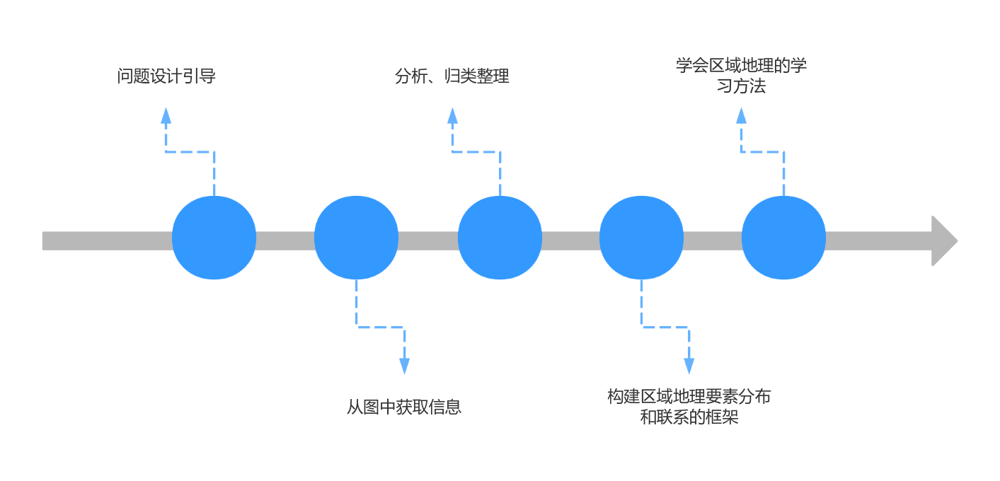 问题设计引导
分析、归类整理
学会区域地理的学
习方法
从图中获取信息
构建区域地理要素分布
和联系的框架